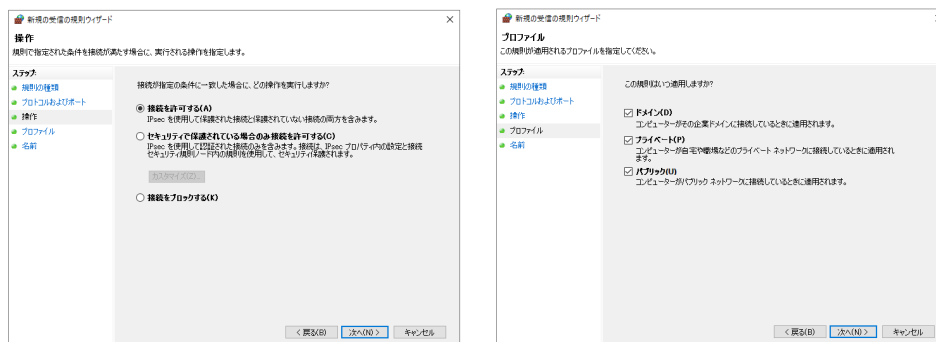 新規の受信の規則ウィザード
操作
規則で指定された条件を接続が満たす場合に、実行される操作を指定します。
ステップ:
規則の種類
プロトコルおよびポート
操作
プロファイル
名前
接続が指定の条件に一致した場合に、どの操作を実行しますか?
接続を許可する(A)
IPsec を使用して保護された接続と保護されていない接続の両方を含みます。
セキュリティで保護されている場合のみ接続を許可する(C)
IPsec を使用して認証された接続のみを含みます。接続は、IPsec プロパティ内の設定と接続
セキュリティ規則ノード内の規則を使用して、セキュリティ保護されます。
カスタマイズ(Z)...
接続をブロックする(K)
< 戻る(B)
次へ(N) >
キャンセル
新規の受信の規則ウィザード
プロファイル
この規則が適用されるプロファイルを指定してください。
ステップ:
規則の種類
プロトコルおよびポート
操作
プロファイル
名前
この規則はいつ適用しますか?
ドメイン(D)
コンピューターがその企業ドメインに接続しているときに適用されます。
プライベート(P)
コンピューターが自宅や職場などのプライベート ネットワークに接続しているときに適用され
ます。
パブリック(U)
コンピューターがパブリック ネットワークに接続しているときに適用されます。
< 戻る(B)
次へ(N) >
キャンセル